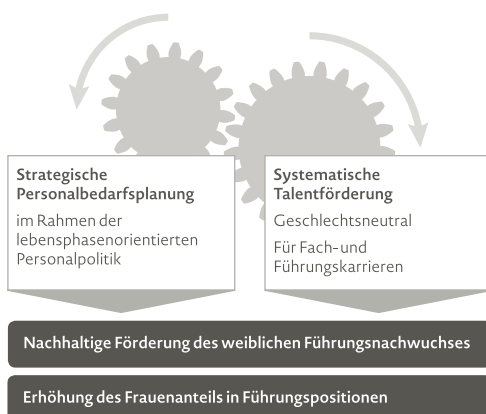 Strategische
Personalbedarfsplanung
im Rahmen der
lebensphasenorientierten
Personalpolitik
Systematische
Talentförderung
Geschlechtsneutral
Für Fach- und
Führungskarrieren
Nachhaltige Förderung des weiblichen Führungsnachwuchses
Erhöhung des Frauenanteils in Führungspositionen